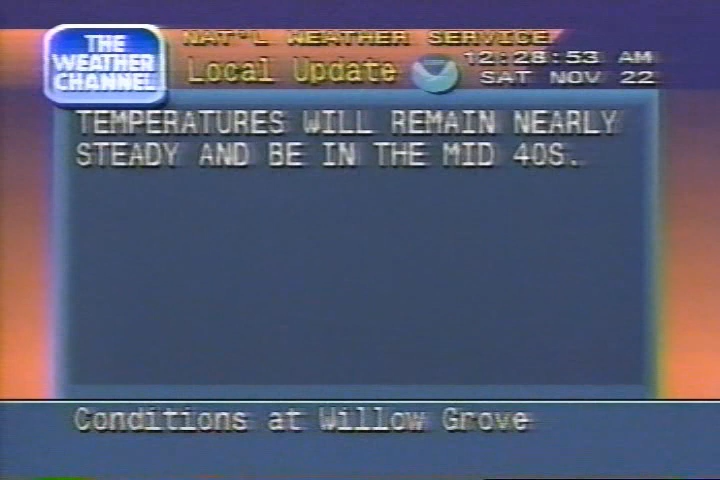 THE
WEATHER
CHANNEL
NAT'L WEATHER SERVICE
Local Update
12:28:53 AM
SAT NOV 22
TEMPERATURES WILL REMAIN NEARLY
STEADY AND BE IN THE MID 40S.
Conditions at Willow Grove